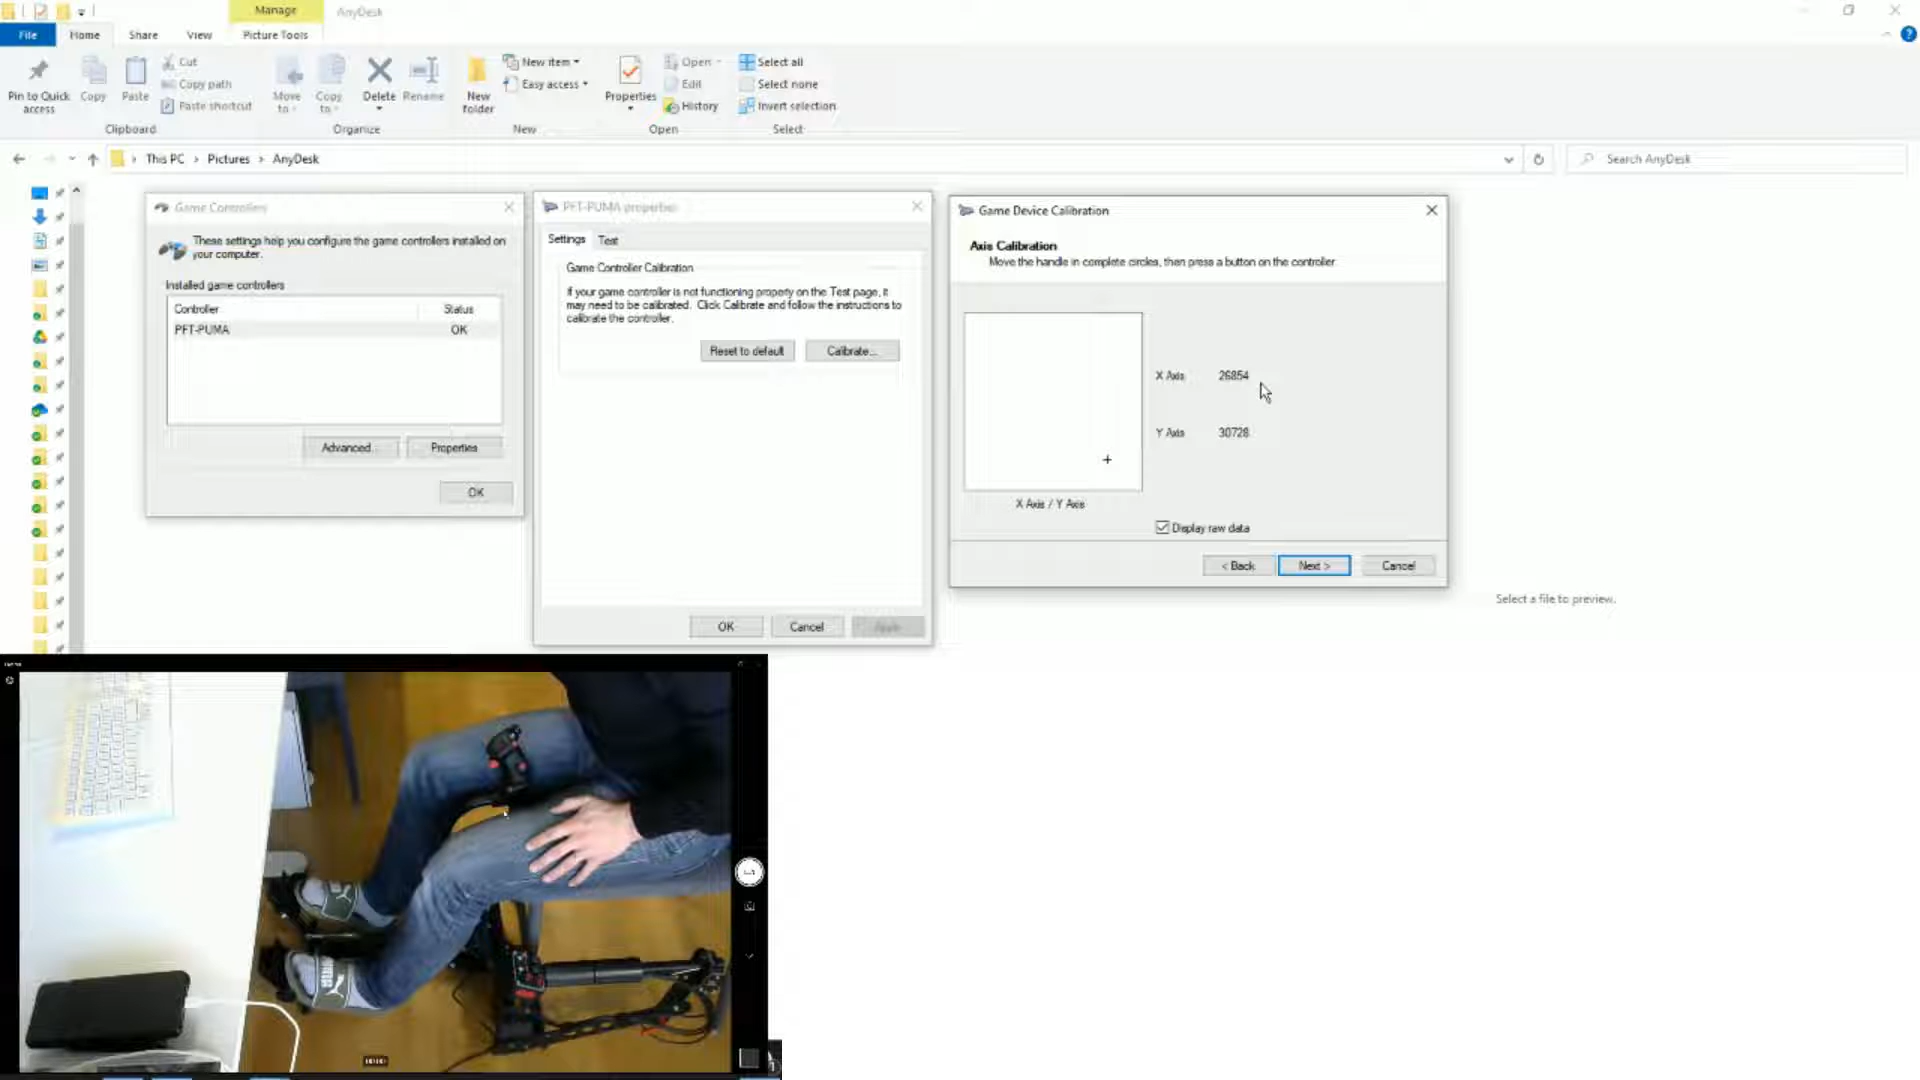 Manage
AnyDesk
File
Home
Share
View
Picture Tools
Pin to Quick
access
Copy
Paste
Cut
Copy path
Paste shortcut
Clipboard
Move
to
Copy
to
Delete
Rename
Organize
New
folder
New item
Easy access
New
Properties
Open
Edit
History
Open
Select all
Select none
Invert selection
Select
This PC > Pictures > AnyDesk
Search AnyDesk
Game Controllers
These settings help you configure the game controllers installed on
your computer.
Installed game controllers
Controller Status
PFT-PUMA OK
Advanced...
Properties
OK
PFT-PUMA properties
Settings
Test
Game Controller Calibration
If your game controller is not functioning properly on the Test page, it
may need to be calibrated. Click Calibrate and follow the instructions to
calibrate the controller.
Reset to default
Calibrate...
OK
Cancel
Apply
Game Device Calibration
Axis Calibration
Move the handle in complete circles, then press a button on the controller.
X Axis 26854
Y Axis 30728
X Axis / Y Axis
Display raw data
< Back
Next >
Cancel
Select a file to preview.
PUMA
00:00